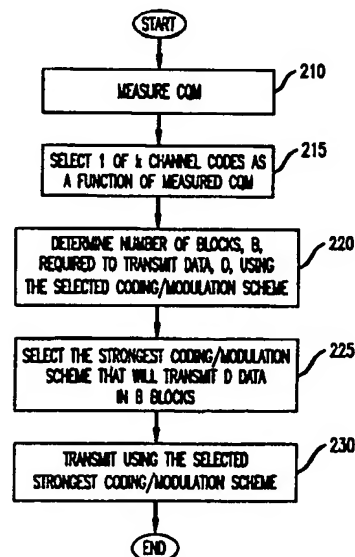 START
MEASURE CQM
210
SELECT 1 OF k CHANNEL CODES AS
A FUNCTION OF MEASURED CQM
215
DETERMINE NUMBER OF BLOCKS, B,
REQUIRED TO TRANSMIT DATA, D, USING
THE SELECTED CODING/MODULATION SCHEME
220
SELECT THE STRONGEST CODING/MODULATION
SCHEME THAT WILL TRANSMIT D DATA
IN B BLOCKS
225
TRANSMIT USING THE SELECTED
STRONGEST CODING/MODULATION SCHEME
230
END